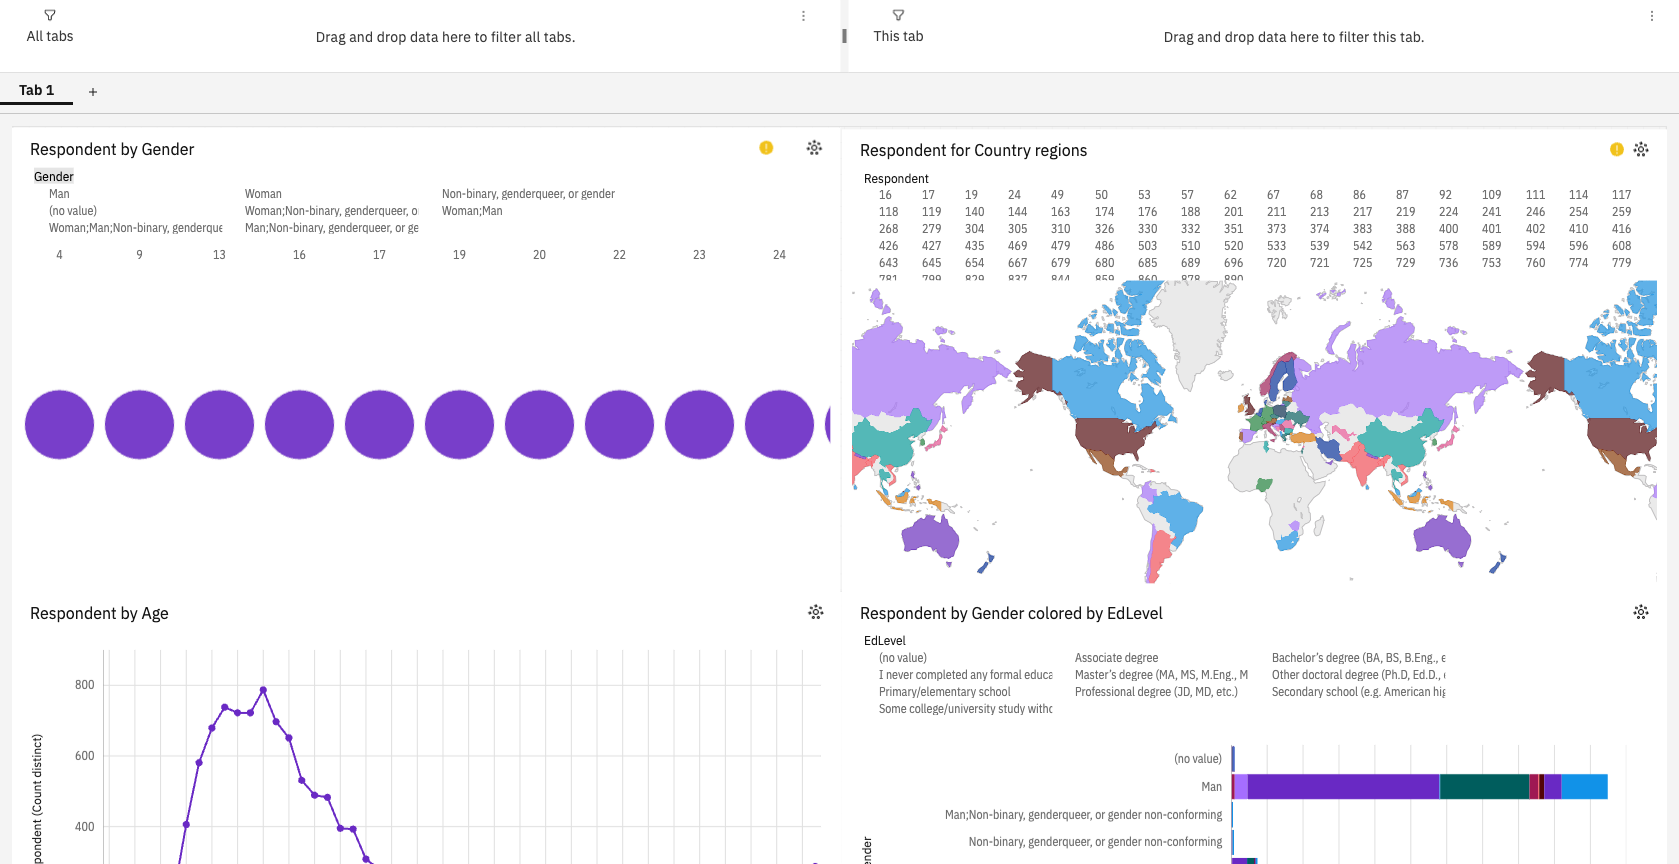 All tabs
Drag and drop data here to filter all tabs.
This tab
Drag and drop data here to filter this tab.
Tab 1
+
Respondent by Gender
Gender
Man
Woman
Non-binary, genderqueer, or gender
(no value)
Woman;Non-binary, genderqueer, o
Woman;Man
Woman;Man;Non-binary, genderque
Man;Non-binary, genderqueer, or ge
4 9 13 16 17 19 20 22 23 24
Respondent for Country regions
Respondent
16 17 19 24 49 50 53 57 62 67 68 86 87 92 109 111 114 117
118 119 140 144 163 174 176 188 201 211 213 217 219 224 241 246 254 259
268 279 304 305 310 326 330 332 351 373 374 383 388 400 401 402 410 416
426 427 435 469 479 486 503 510 520 533 539 542 563 578 589 594 596 608
643 645 654 667 679 680 685 689 696 720 721 725 729 736 753 760 774 779
781 799 829 837 844 859 860 878 890
Respondent by Age
800
600
400
pondent (Count distinct)
Respondent by Gender colored by EdLevel
EdLevel
(no value)
Associate degree
Bachelor's degree (BA, BS, B.Eng., e
I never completed any formal educa
Master's degree (MA, MS, M.Eng., M
Other doctoral degree (Ph.D, Ed.D.,
Primary/elementary school
Professional degree (JD, MD, etc.)
Secondary school (e.g. American hig
Some college/university study witho
(no value)
Man
Man;Non-binary, genderqueer, or gender non-conforming
Non-binary, genderqueer, or gender non-conforming
ender